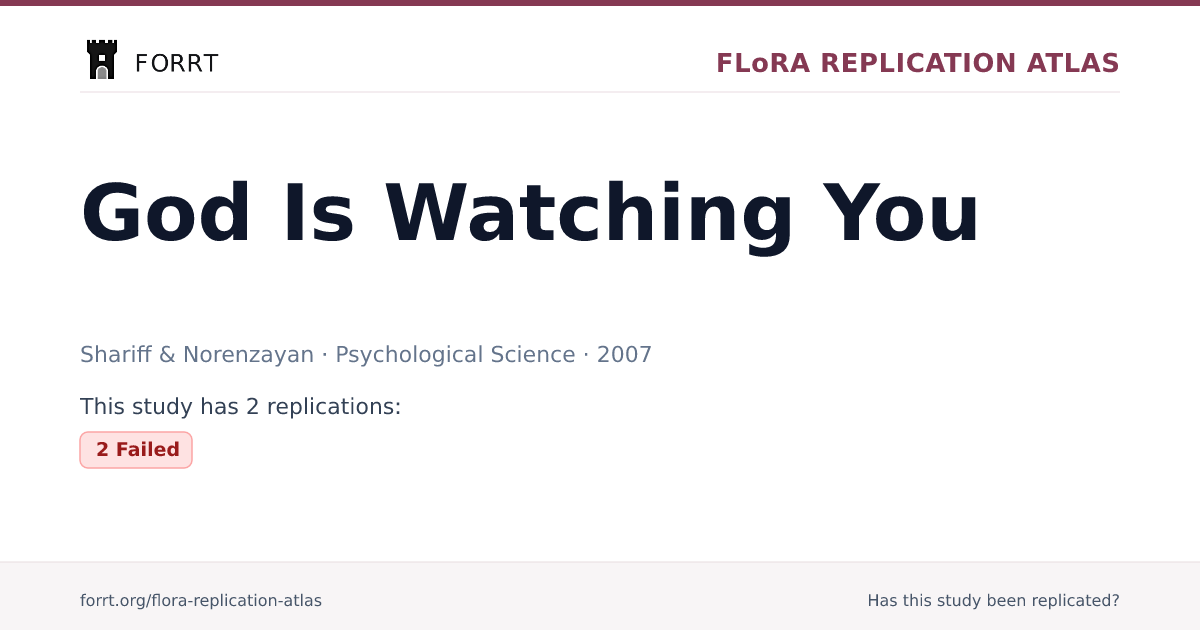 FORRT
FLoRA REPLICATION ATLAS
God Is Watching You
Shariff & Norenzayan · Psychological Science · 2007
This study has 2 replications:
2 Failed
forrt.org/flora-replication-atlas
Has this study been replicated?